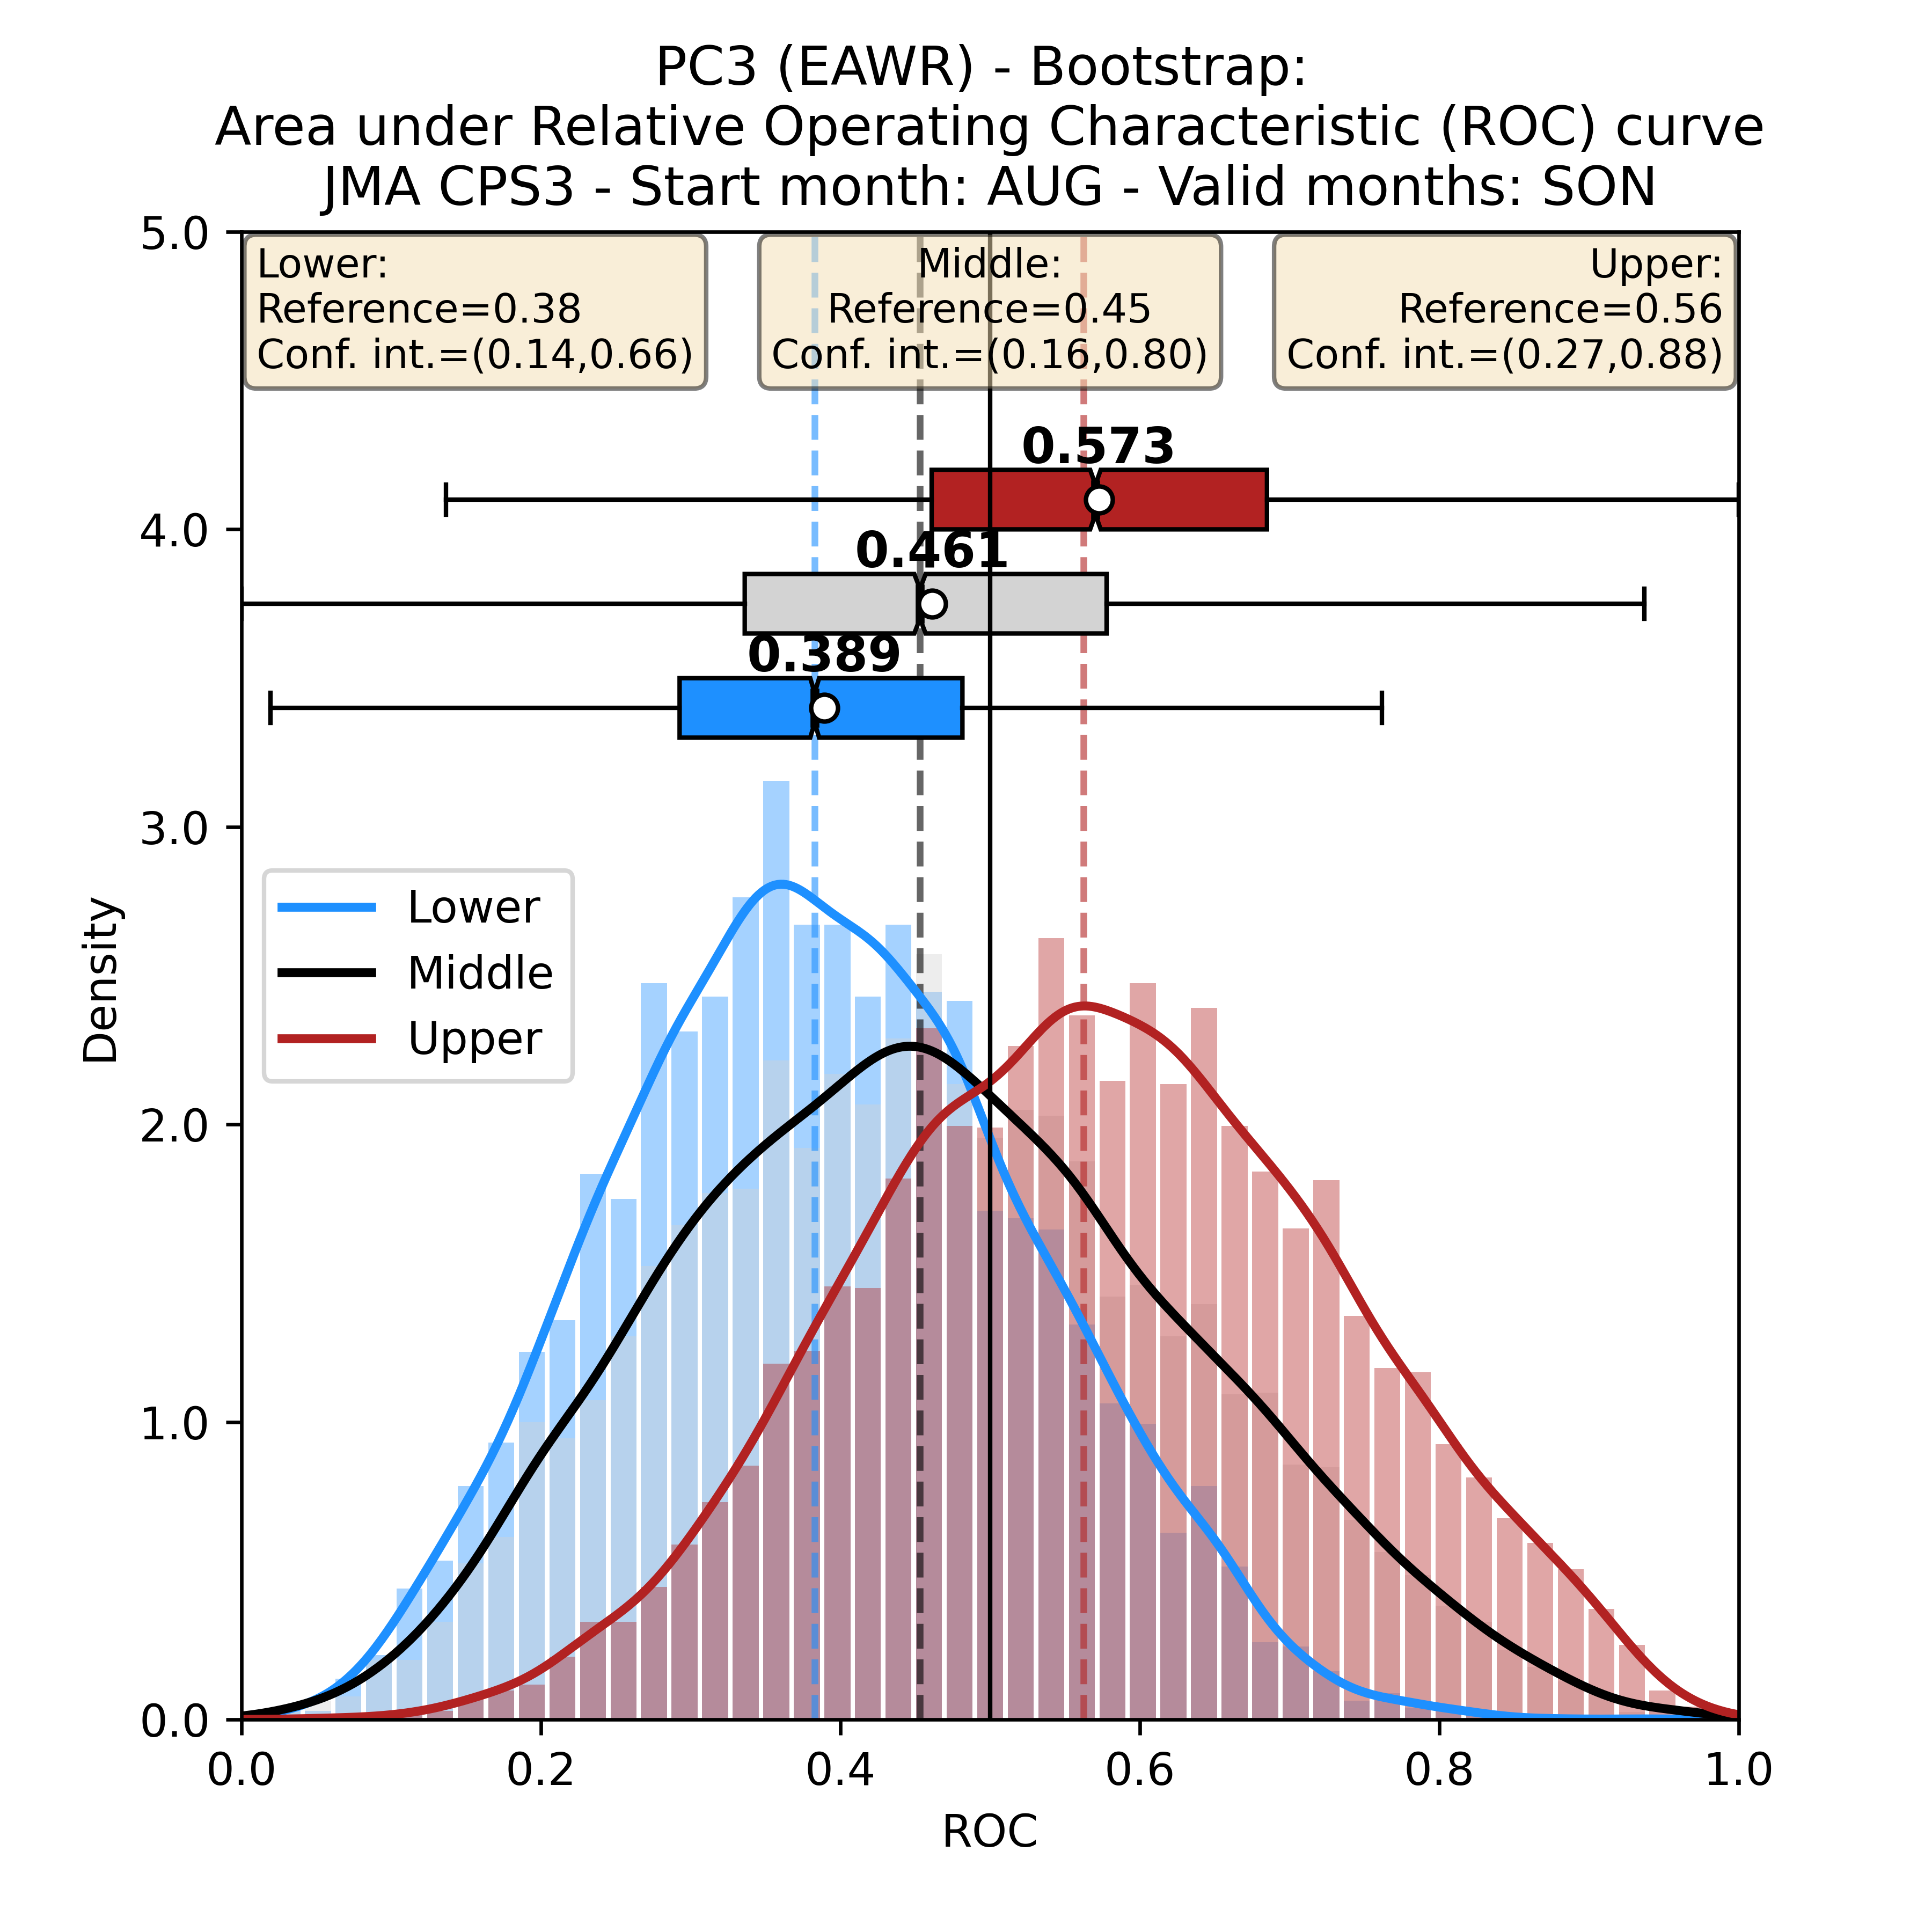 PC3 (EAWR) - Bootstrap:
Area under Relative Operating Characteristic (ROC) curve
JMA CPS3 - Start month: AUG - Valid months: SON
Lower:
Reference=0.38
Conf. int.=(0.14,0.66)
Middle:
Reference=0.45
Conf. int.=(0.16,0.80)
Upper:
Reference=0.56
Conf. int.=(0.27,0.88)
0.573
0.461
0.389
Lower
Middle
Upper
Density
5.0
4.0
3.0
2.0
1.0
0.0
0.0 0.2 0.4 0.6 0.8 1.0
ROC